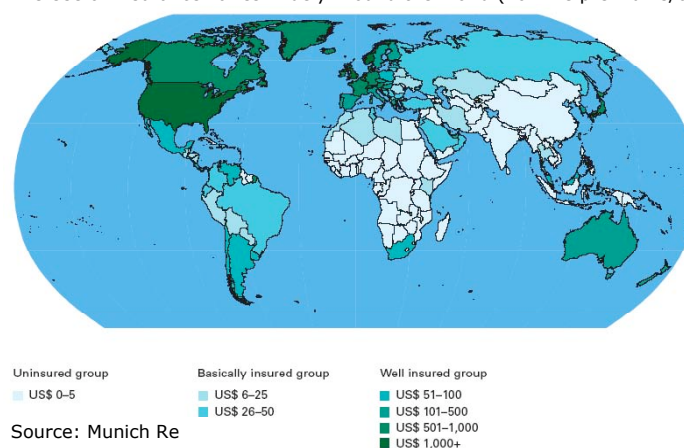 Uninsured group
Basically insured group
Well insured group
US$ 0–5
US$ 6–25
US$ 26–50
US$ 51–100
US$ 101–500
US$ 501–1,000
US$ 1,000+
Source: Munich Re